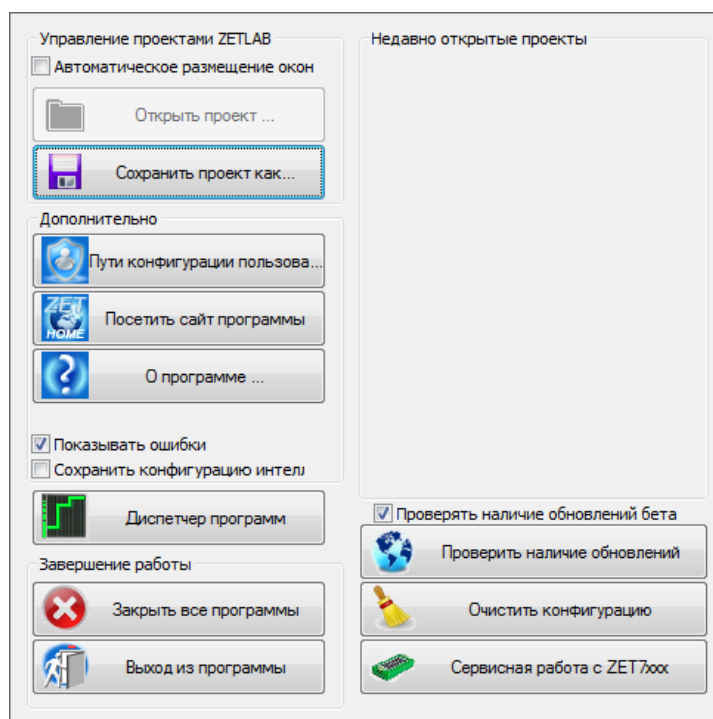 Управление проектами ZETLAB
Автоматическое размещение окон
Открыть проект ...
Сохранить проект как...
Дополнительно
Пути конфигурации пользова...
ZET
HOME
Посетить сайт программы
О программе ...
Показывать ошибки
Сохранить конфигурацию интел
Диспетчер программ
Завершение работы
Закрыть все программы
Выход из программы
Недавно открытые проекты
Проверять наличие обновлений бета
Проверить наличие обновлений
Очистить конфигурацию
Сервисная работа с ZET7xxx